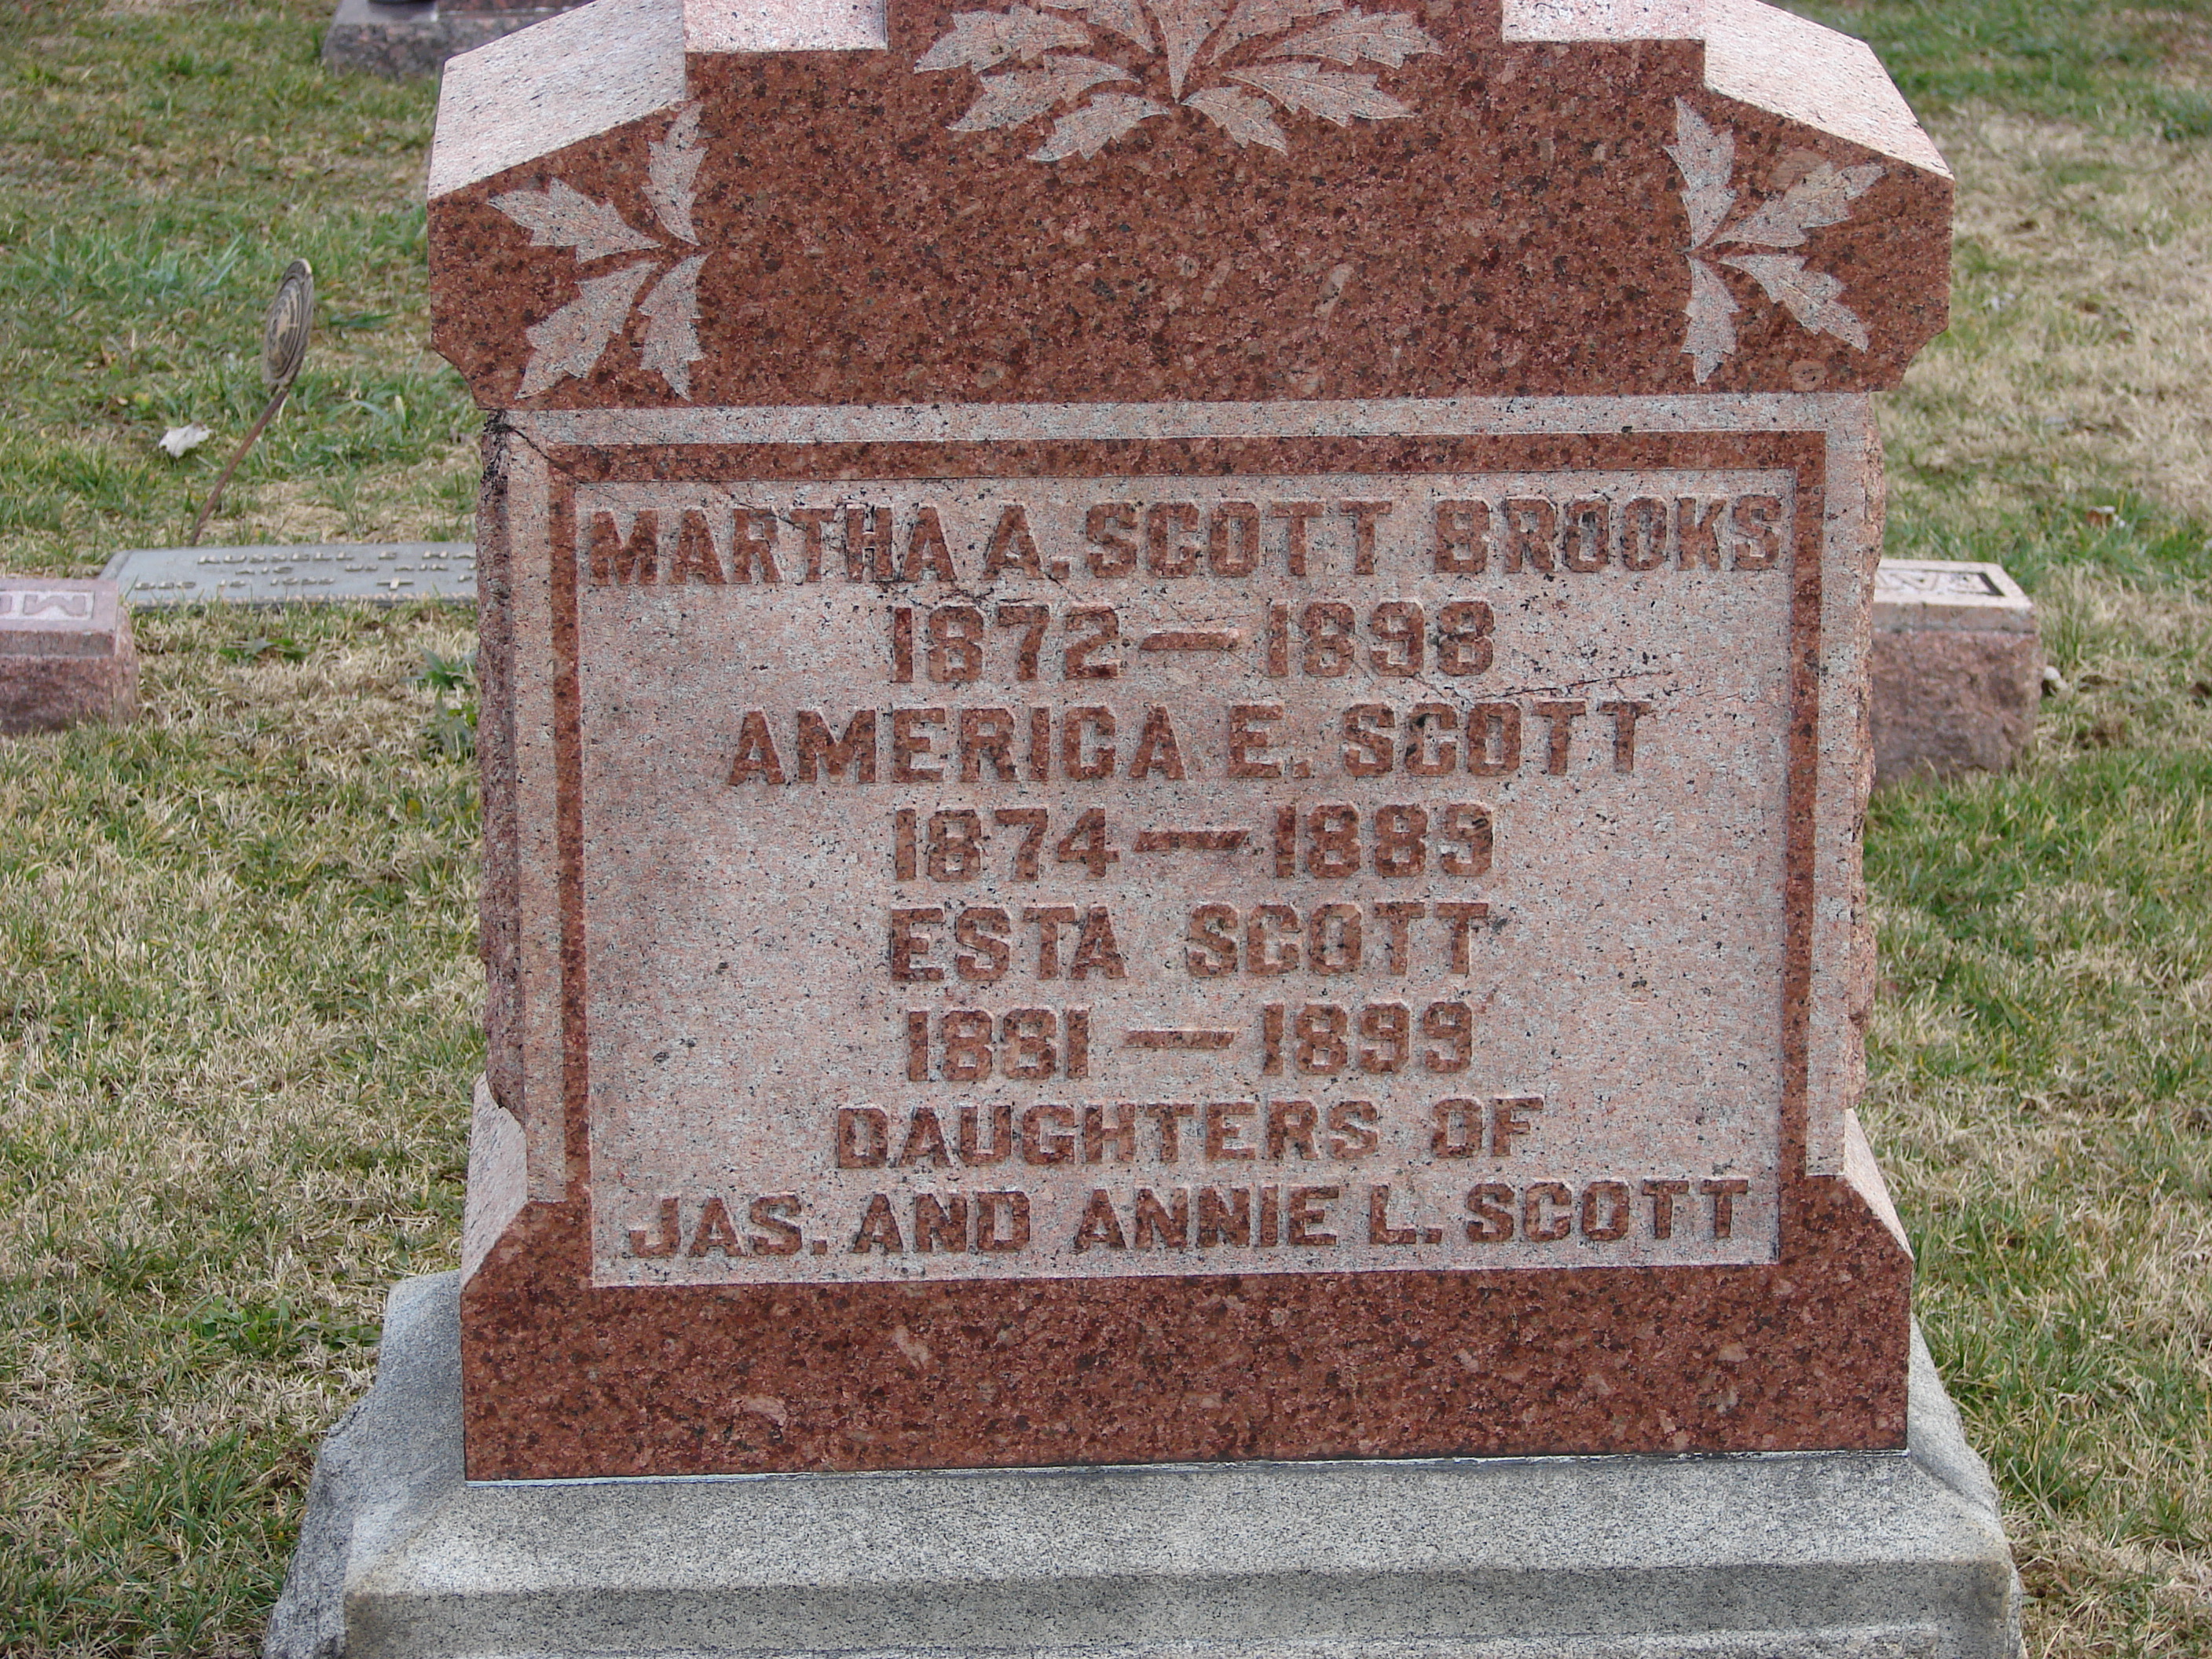 MARTHA A. SCOTT BROOKS
1872 — 1898
AMERICA E. SCOTT
1874 — 1889
ESTA SCOTT
1881 — 1899
DAUGHTERS OF
JAS. AND ANNIE L. SCOTT